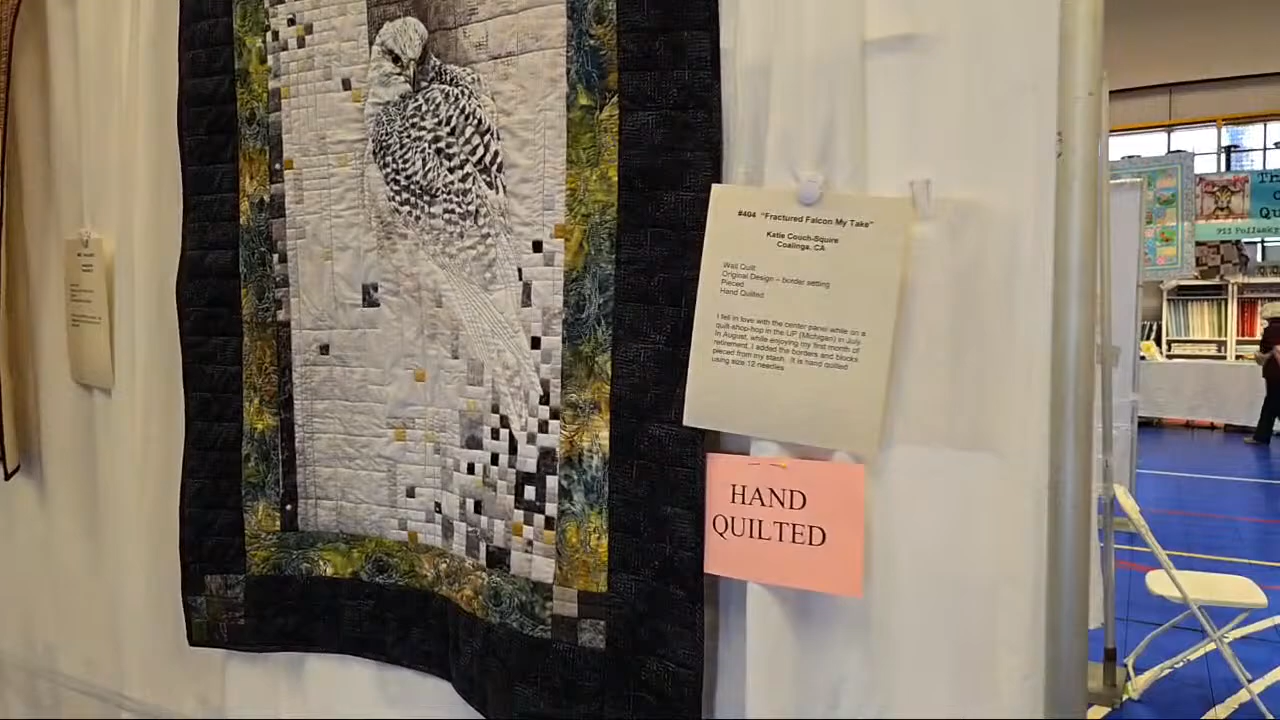 #404 "Fractured Falcon My Take"
Katie Couch-Squire
Coalinga, CA
Wall Quilt
Original Design – border setting
Pieced
Hand Quilted
I fell in love with the center panel while on a
quilt-shop-hop in the UP (Michigan) in July.
In August, while enjoying my first month of
retirement, I added the borders and blocks
pieced from my stash. It is hand quilted
using size 12 needles
HAND
QUILTED